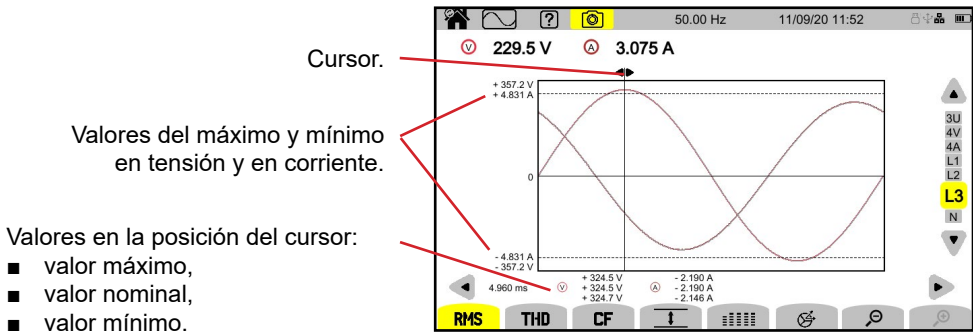 50.00 Hz 11/09/20 11:52
V 229.5 V A 3.075 A
Cursor.
+ 357.2 V
+ 4.831 A
Valores del máximo y mínimo
en tensión y en corriente.
3U
4V
4A
L1
L2
L3
N
0
Valores en la posición del cursor:
■ valor máximo,
■ valor nominal,
■ valor mínimo.
- 4.831 A
- 357.2 V
4.960 ms
V
+ 324.5 V
+ 324.5 V
+ 324.7 V
A
- 2.190 A
- 2.190 A
- 2.146 A
RMS THD CF